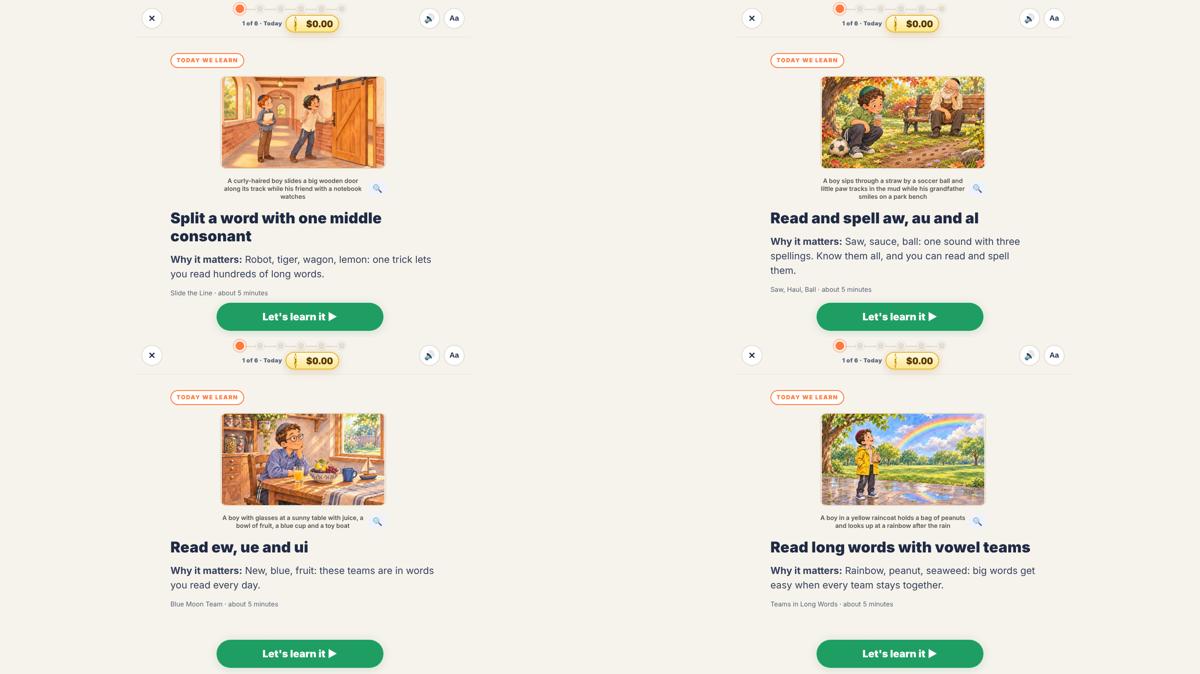 1 of 6 · Today
$0.00
Aa
TODAY WE LEARN
A curly-haired boy slides a big wooden door
along its track while his friend with a notebook
watches
Split a word with one middle
consonant
Why it matters: Robot, tiger, wagon, lemon: one trick lets
you read hundreds of long words.
Slide the Line · about 5 minutes
Let's learn it
1 of 6 · Today
$0.00
Aa
TODAY WE LEARN
A boy sips through a straw by a soccer ball and
little paw tracks in the mud while his grandfather
smiles on a park bench
Read and spell aw, au and al
Why it matters: Saw, sauce, ball: one sound with three
spellings. Know them all, and you can read and spell
them.
Saw, Haul, Ball · about 5 minutes
Let's learn it
1 of 6 · Today
$0.00
Aa
TODAY WE LEARN
A boy with glasses at a sunny table with juice, a
bowl of fruit, a blue cup and a toy boat
Read ew, ue and ui
Why it matters: New, blue, fruit: these teams are in words
you read every day.
Blue Moon Team · about 5 minutes
Let's learn it
1 of 6 · Today
$0.00
Aa
TODAY WE LEARN
A boy in a yellow raincoat holds a bag of peanuts
and looks up at a rainbow after the rain
Read long words with vowel teams
Why it matters: Rainbow, peanut, seaweed: big words get
easy when every team stays together.
Teams in Long Words · about 5 minutes
Let's learn it